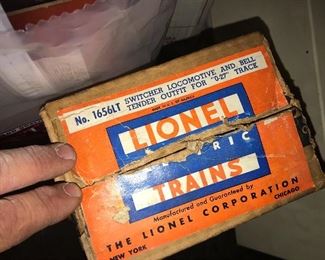 No. 1656LT SWITCHER LOCOMOTIVE AND BELL
TENDER OUTFIT FOR "O-27" TRACK
LIONEL
RIC
TRAINS
Manufactured and Guaranteed by
THE LIONEL CORPORATION
NEW YORK CHICAGO